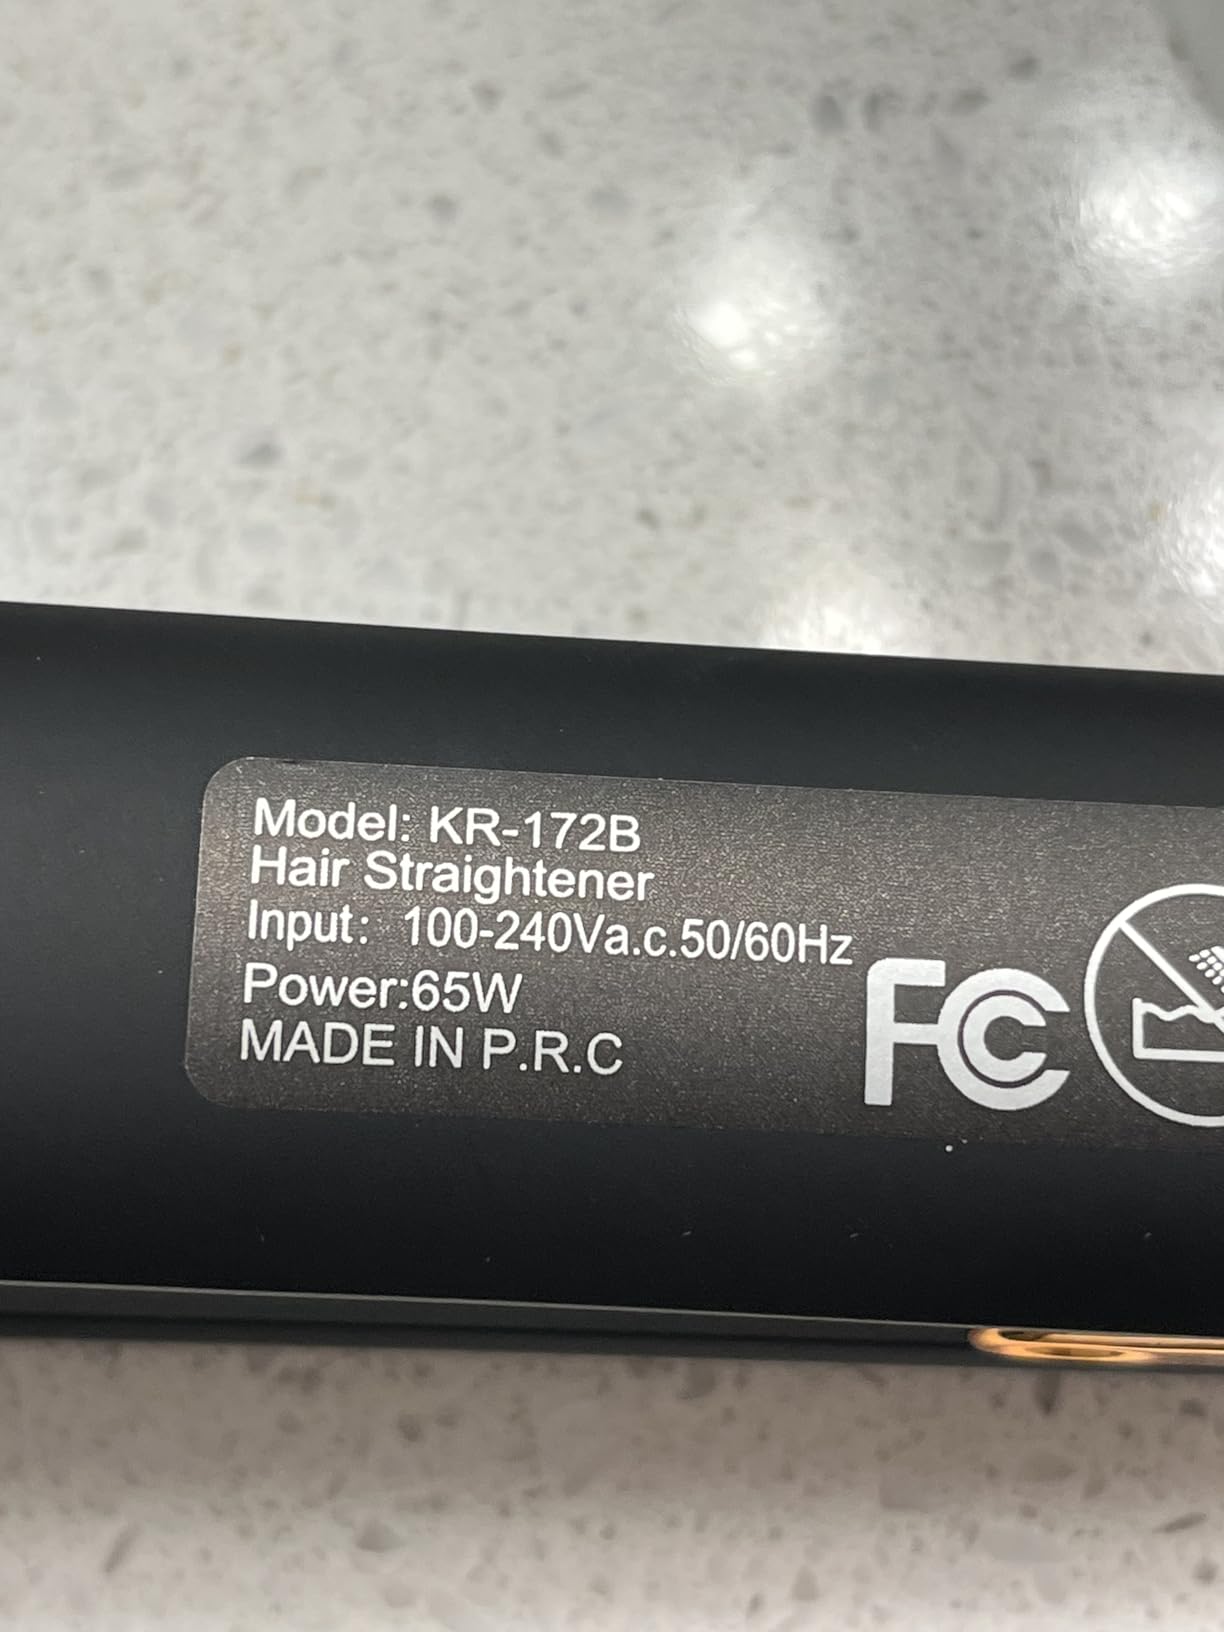 Model: KR-172B
Hair Straightener
Input: 100-240Va.c.50/60Hz
Power:65W
MADE IN P.R.C
FC